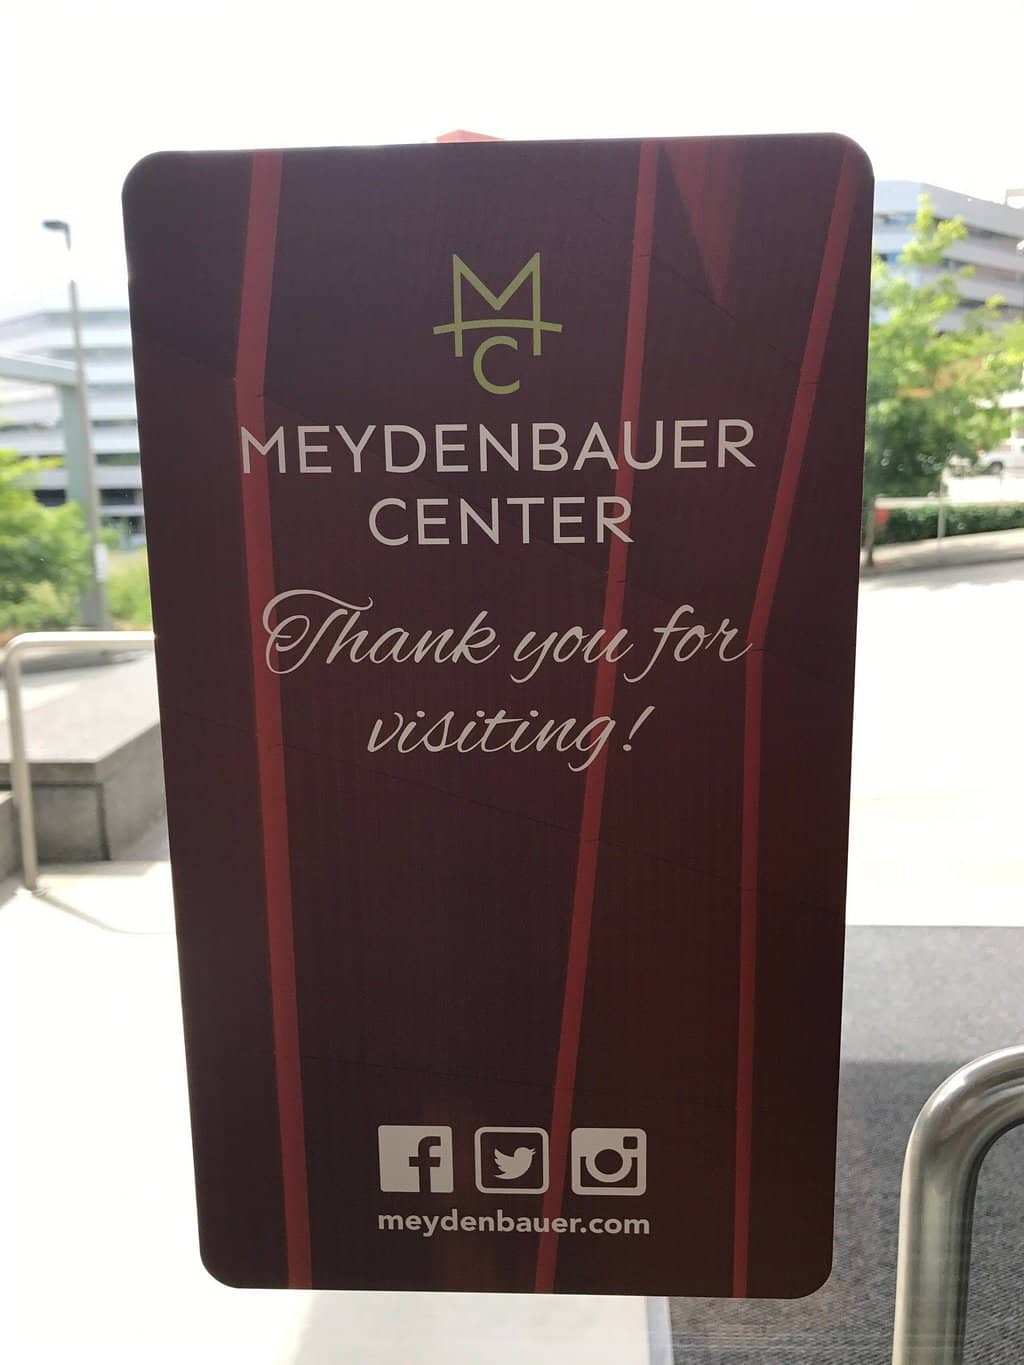 MC
MEYDENBAUER
CENTER
Thank you for
visiting!
meydenbauer.com